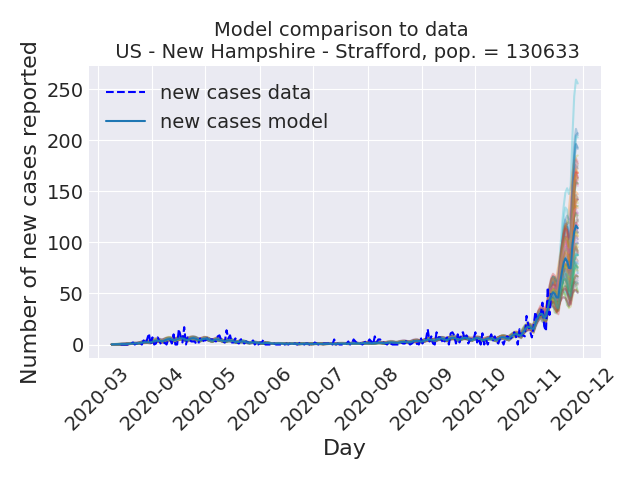 Model comparison to data
US - New Hampshire - Strafford, pop. = 130633
new cases data
new cases model
Number of new cases reported
250
200
150
100
50
0
2020-03
2020-04
2020-05
2020-06
2020-07
2020-08
2020-09
2020-10
2020-11
2020-12
Day